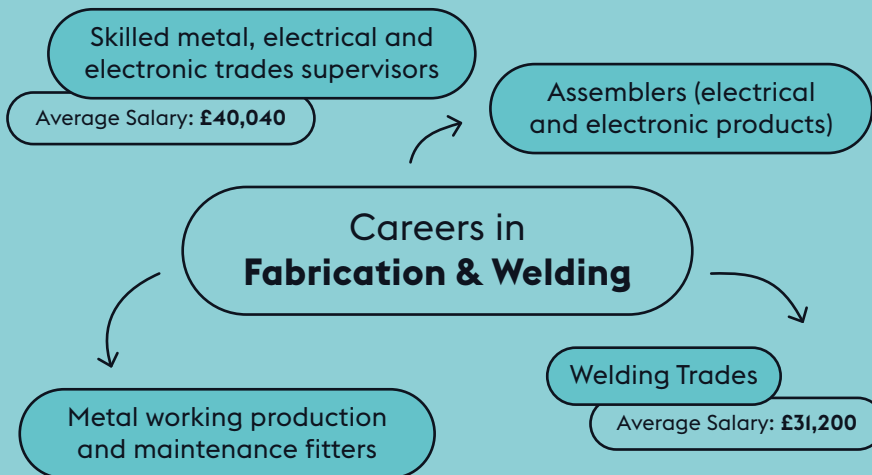 Skilled metal, electrical and
electronic trades supervisors
Average Salary: £40,040
Assemblers (electrical
and electronic products)
Careers in
Fabrication & Welding
Metal working production
and maintenance fitters
Welding Trades
Average Salary: £31,200